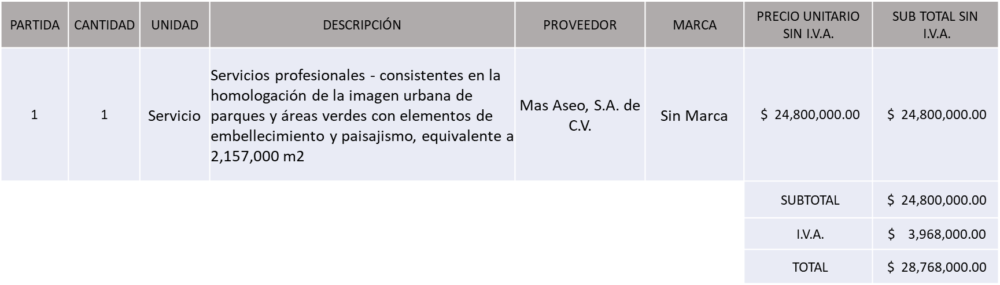 PARTIDA
CANTIDAD
UNIDAD
DESCRIPCIÓN
PROVEEDOR
MARCA
PRECIO UNITARIO
SIN I.V.A.
SUB TOTAL SIN
I.V.A.
1
1
Servicio
Servicios profesionales - consistentes en la
homologación de la imagen urbana de
parques y áreas verdes con elementos de
embellecimiento y paisajismo, equivalente a
2,157,000 m2
Mas Aseo, S.A. de
C.V.
Sin Marca
$ 24,800,000.00
$ 24,800,000.00
SUBTOTAL
$ 24,800,000.00
I.V.A.
$ 3,968,000.00
TOTAL
$ 28,768,000.00